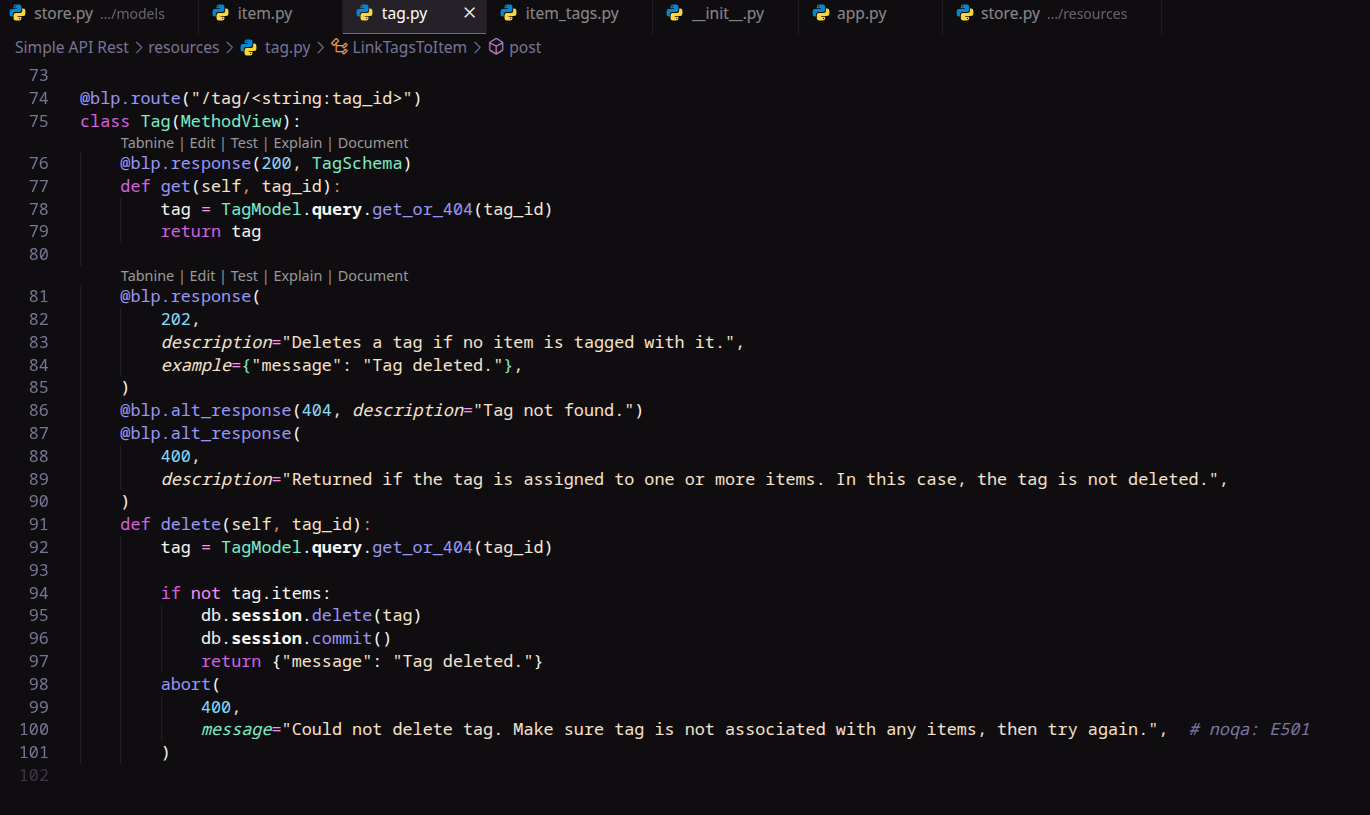 store.py .../models item.py tag.py × item_tags.py __init__.py app.py store.py .../resources
Simple API Rest > resources > tag.py > LinkTagsToItem > post
73
74 @blp.route("/tag/<string:tag_id>")
75 class Tag(MethodView):
Tabnine | Edit | Test | Explain | Document
76     @blp.response(200, TagSchema)
77     def get(self, tag_id):
78         tag = TagModel.query.get_or_404(tag_id)
79         return tag
80
Tabnine | Edit | Test | Explain | Document
81     @blp.response(
82         202,
83         description="Deletes a tag if no item is tagged with it.",
84         example={"message": "Tag deleted."},
85     )
86     @blp.alt_response(404, description="Tag not found.")
87     @blp.alt_response(
88         400,
89         description="Returned if the tag is assigned to one or more items. In this case, the tag is not deleted.",
90     )
91     def delete(self, tag_id):
92         tag = TagModel.query.get_or_404(tag_id)
93
94         if not tag.items:
95             db.session.delete(tag)
96             db.session.commit()
97             return {"message": "Tag deleted."}
98         abort(
99             400,
100             message="Could not delete tag. Make sure tag is not associated with any items, then try again.",  # noqa: E501
101         )
102